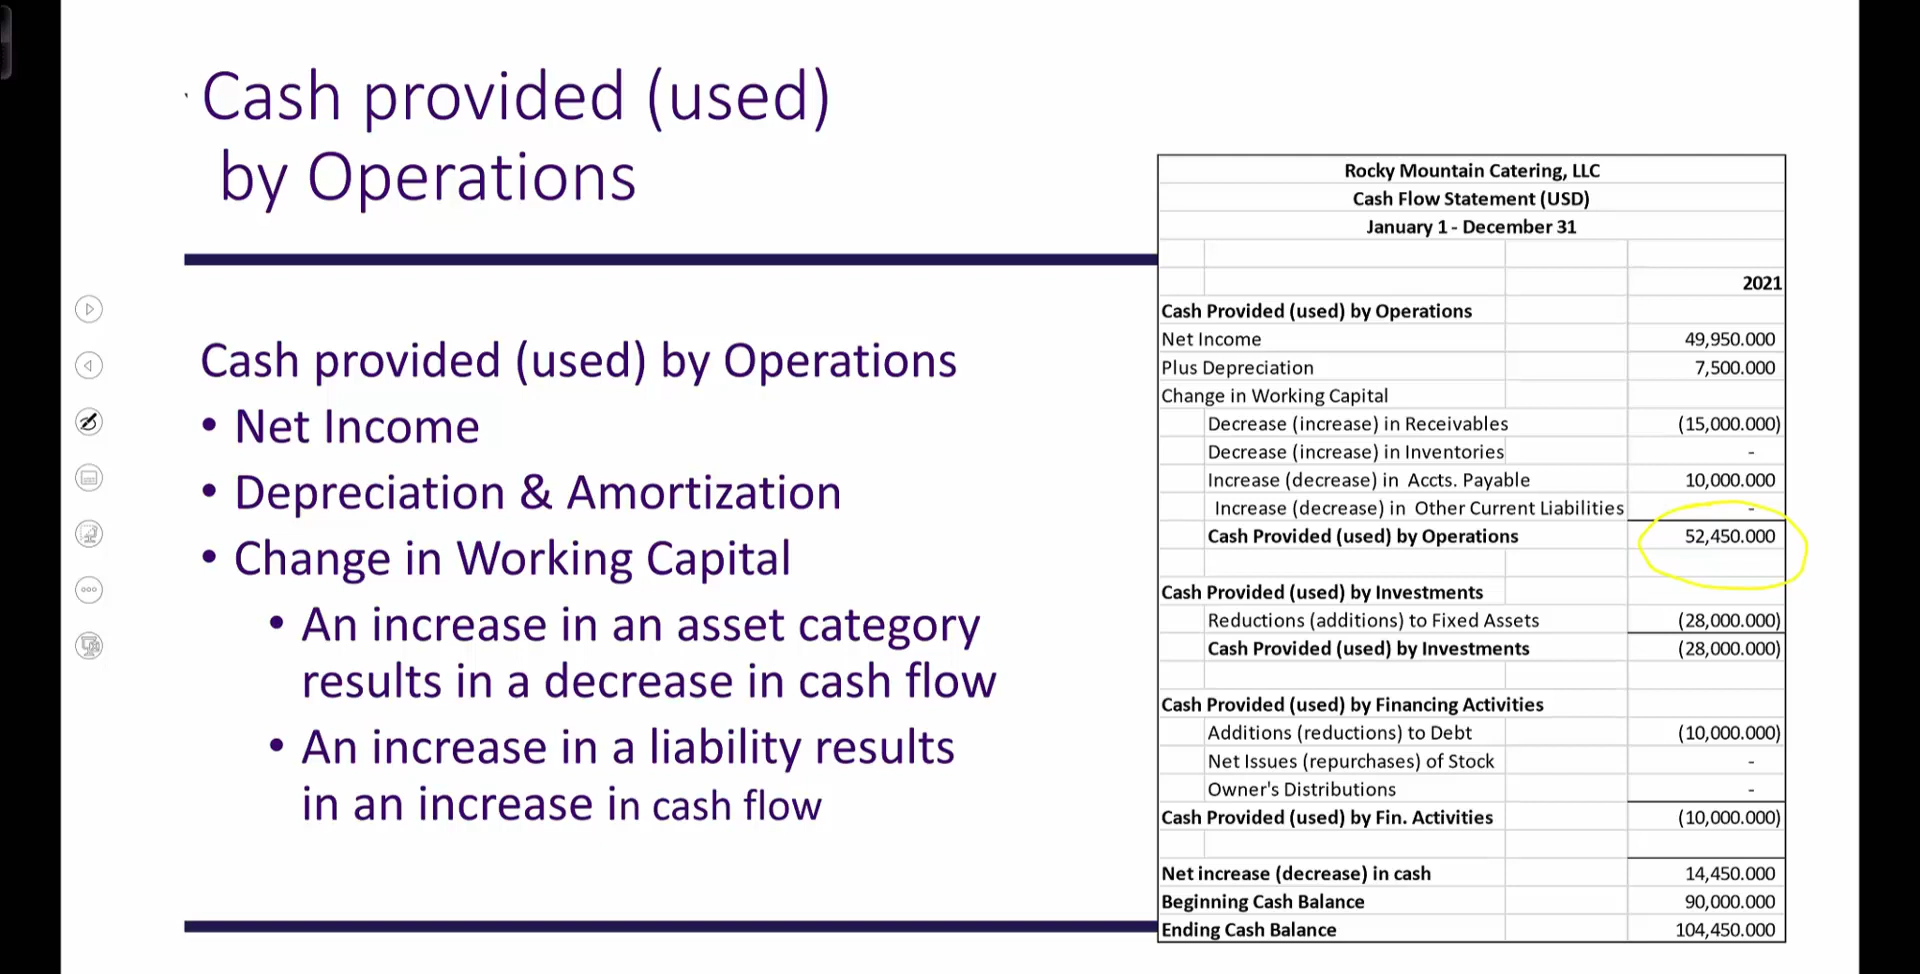 Cash provided (used)
by Operations
Cash provided (used) by Operations
• Net Income
• Depreciation & Amortization
• Change in Working Capital
• An increase in an asset category
results in a decrease in cash flow
• An increase in a liability results
in an increase in cash flow
Rocky Mountain Catering, LLC
Cash Flow Statement (USD)
January 1 - December 31
2021
Cash Provided (used) by Operations
Net Income 49,950.000
Plus Depreciation 7,500.000
Change in Working Capital
Decrease (increase) in Receivables (15,000.000)
Decrease (increase) in Inventories -
Increase (decrease) in Accts. Payable 10,000.000
Increase (decrease) in Other Current Liabilities -
Cash Provided (used) by Operations 52,450.000
Cash Provided (used) by Investments
Reductions (additions) to Fixed Assets (28,000.000)
Cash Provided (used) by Investments (28,000.000)
Cash Provided (used) by Financing Activities
Additions (reductions) to Debt (10,000.000)
Net Issues (repurchases) of Stock -
Owner's Distributions -
Cash Provided (used) by Fin. Activities (10,000.000)
Net increase (decrease) in cash 14,450.000
Beginning Cash Balance 90,000.000
Ending Cash Balance 104,450.000